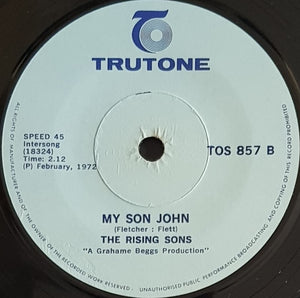 TRUTONE
SPEED 45
Intersong
(18324)
Time: 2.12
(P) February, 1972
TOS 857 B
MY SON JOHN
(Fletcher : Flett)
THE RISING SONS
"A Grahame Beggs Production"
ALL RIGHTS OF MANUFACTURER AND OF THE OWNER OF THE RECORDED WORK RESERVED
UNAUTHORISED PUBLIC PERFORMANCE, BROADCASTING AND COPYING OF THIS RECORD PROHIBITED